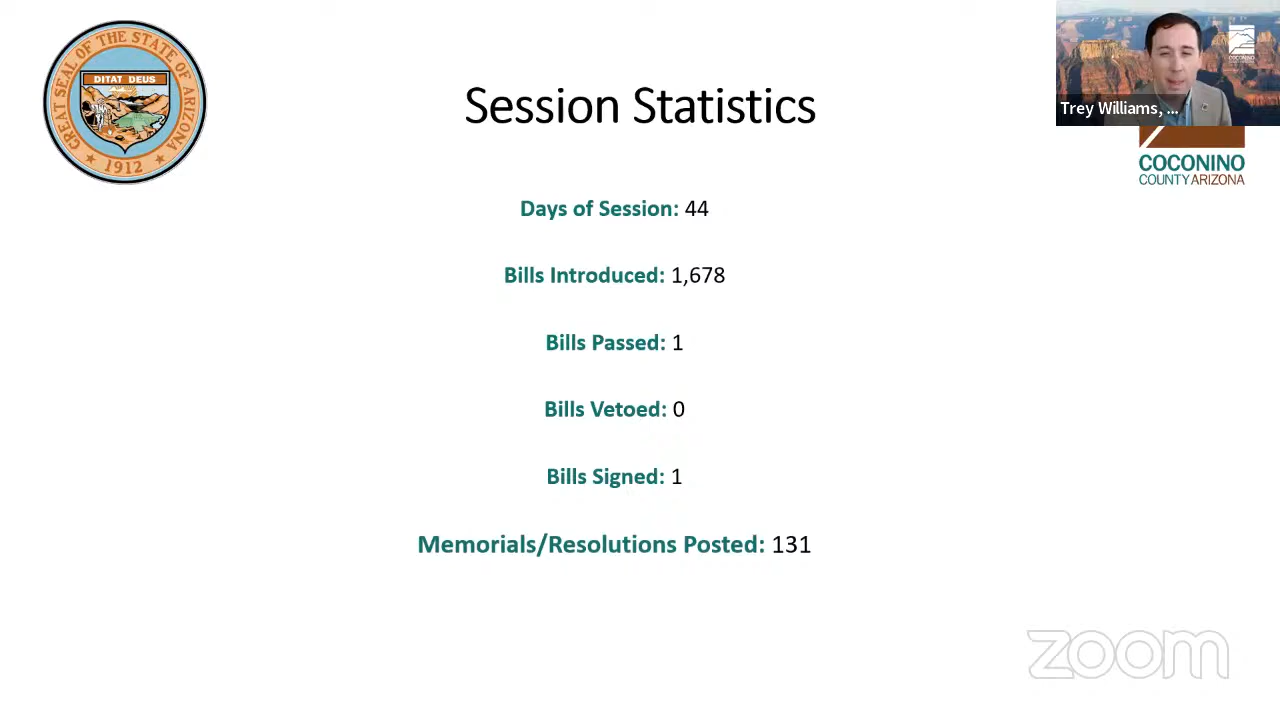 GREAT SEAL OF THE STATE OF ARIZONA
DITAT DEUS
1912
Session Statistics
COCONINO
Trey Williams, ...
COCONINO
COUNTY ARIZONA
Days of Session: 44
Bills Introduced: 1,678
Bills Passed: 1
Bills Vetoed: 0
Bills Signed: 1
Memorials/Resolutions Posted: 131
zoom